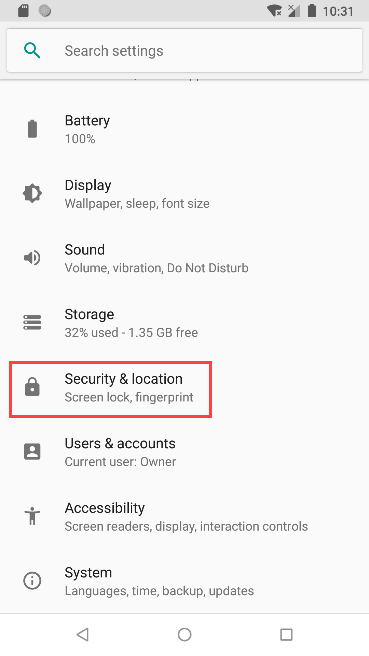 10:31
Search settings
Battery
100%
Display
Wallpaper, sleep, font size
Sound
Volume, vibration, Do Not Disturb
Storage
32% used - 1.35 GB free
Security & location
Screen lock, fingerprint
Users & accounts
Current user: Owner
Accessibility
Screen readers, display, interaction controls
System
Languages, time, backup, updates